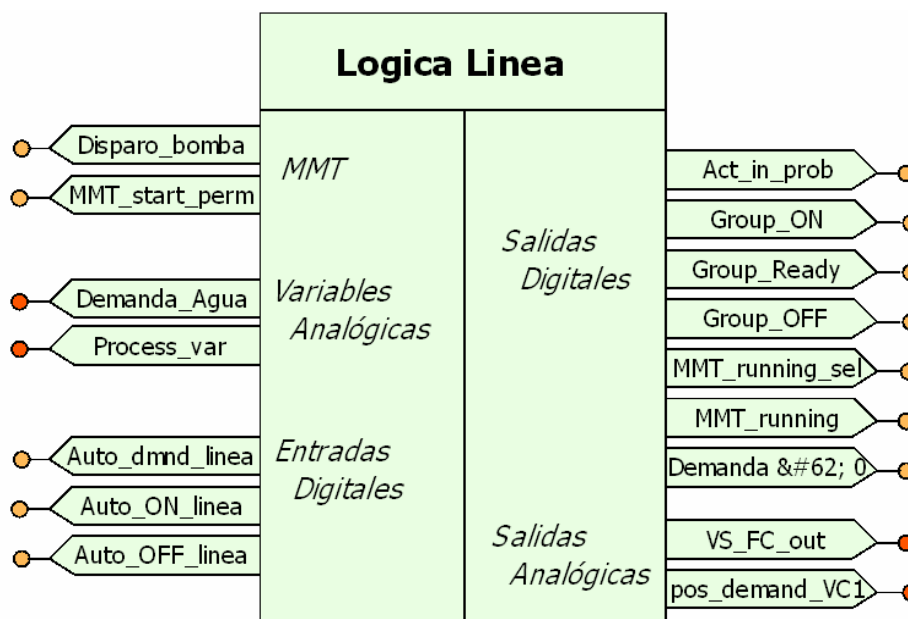 Logica Linea
Disparo_bomba
MMT_start_perm
MMT
Demanda_Agua
Process_var
Variables
Analógicas
Auto_dmnd_linea
Auto_ON_linea
Auto_OFF_linea
Entradas
Digitales
Salidas
Digitales
Act_in_prob
Group_ON
Group_Ready
Group_OFF
MMT_running_sel
MMT_running
Demanda &#62; 0
Salidas
Analógicas
VS_FC_out
pos_demand_VC1